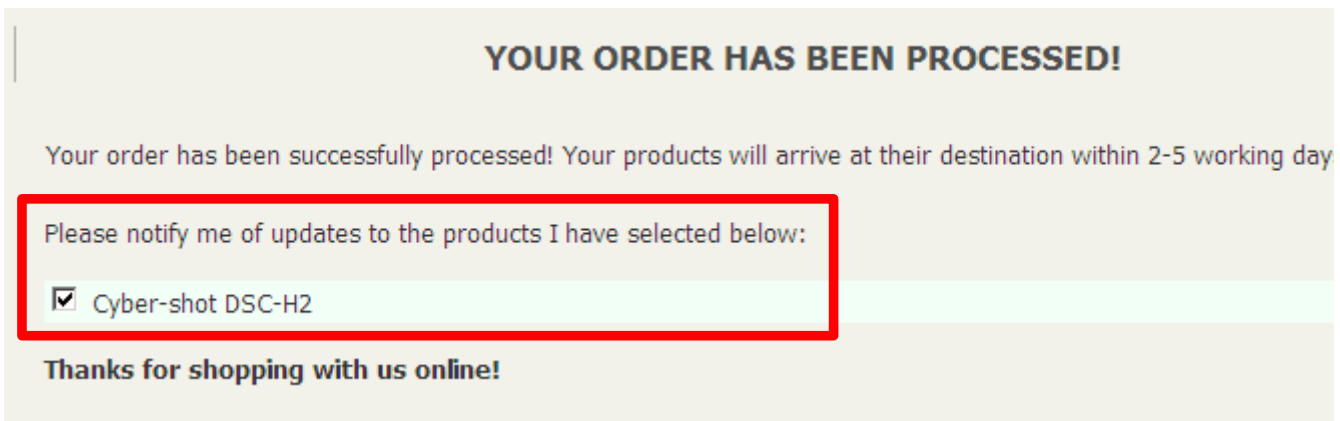 YOUR ORDER HAS BEEN PROCESSED!
Your order has been successfully processed! Your products will arrive at their destination within 2-5 working day
Please notify me of updates to the products I have selected below:
Cyber-shot DSC-H2
Thanks for shopping with us online!